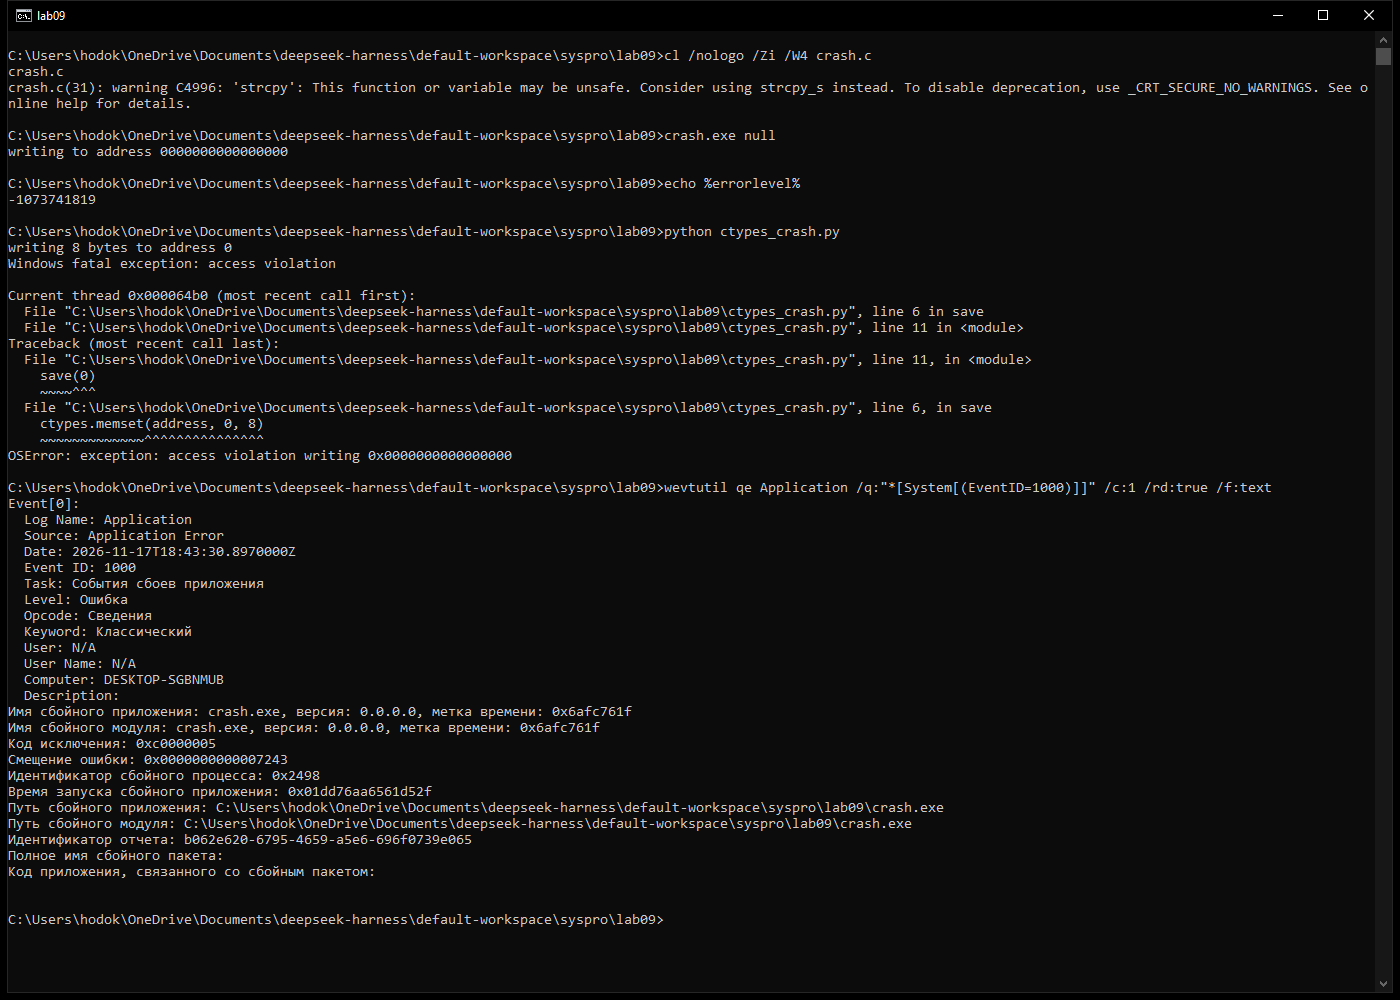 lab09
C:\Users\hodok\OneDrive\Documents\deepseek-harness\default-workspace\syspro\lab09>cl /nologo /Zi /W4 crash.c
crash.c
crash.c(31): warning C4996: 'strcpy': This function or variable may be unsafe. Consider using strcpy_s instead. To disable deprecation, use _CRT_SECURE_NO_WARNINGS. See o
nline help for details.
C:\Users\hodok\OneDrive\Documents\deepseek-harness\default-workspace\syspro\lab09>crash.exe null
writing to address 0000000000000000
C:\Users\hodok\OneDrive\Documents\deepseek-harness\default-workspace\syspro\lab09>echo %errorlevel%
-1073741819
C:\Users\hodok\OneDrive\Documents\deepseek-harness\default-workspace\syspro\lab09>python ctypes_crash.py
writing 8 bytes to address 0
Windows fatal exception: access violation
Current thread 0x000064b0 (most recent call first):
  File "C:\Users\hodok\OneDrive\Documents\deepseek-harness\default-workspace\syspro\lab09\ctypes_crash.py", line 6 in save
  File "C:\Users\hodok\OneDrive\Documents\deepseek-harness\default-workspace\syspro\lab09\ctypes_crash.py", line 11 in <module>
Traceback (most recent call last):
  File "C:\Users\hodok\OneDrive\Documents\deepseek-harness\default-workspace\syspro\lab09\ctypes_crash.py", line 11, in <module>
    save(0)
    ~~~~^^^
  File "C:\Users\hodok\OneDrive\Documents\deepseek-harness\default-workspace\syspro\lab09\ctypes_crash.py", line 6, in save
    ctypes.memset(address, 0, 8)
    ~~~~~~~~~~~~~^^^^^^^^^^^^^^^
OSError: exception: access violation writing 0x0000000000000000
C:\Users\hodok\OneDrive\Documents\deepseek-harness\default-workspace\syspro\lab09>wevtutil qe Application /q:"*[System[(EventID=1000)]]" /c:1 /rd:true /f:text
Event[0]:
  Log Name: Application
  Source: Application Error
  Date: 2026-11-17T18:43:30.8970000Z
  Event ID: 1000
  Task: События сбоев приложения
  Level: Ошибка
  Opcode: Сведения
  Keyword: Классический
  User: N/A
  User Name: N/A
  Computer: DESKTOP-SGBNMUB
  Description:
Имя сбойного приложения: crash.exe, версия: 0.0.0.0, метка времени: 0x6afc761f
Имя сбойного модуля: crash.exe, версия: 0.0.0.0, метка времени: 0x6afc761f
Код исключения: 0xc0000005
Смещение ошибки: 0x0000000000007243
Идентификатор сбойного процесса: 0x2498
Время запуска сбойного приложения: 0x01dd76aa6561d52f
Путь сбойного приложения: C:\Users\hodok\OneDrive\Documents\deepseek-harness\default-workspace\syspro\lab09\crash.exe
Путь сбойного модуля: C:\Users\hodok\OneDrive\Documents\deepseek-harness\default-workspace\syspro\lab09\crash.exe
Идентификатор отчета: b062e620-6795-4659-a5e6-696f0739e065
Полное имя сбойного пакета:
Код приложения, связанного со сбойным пакетом:
C:\Users\hodok\OneDrive\Documents\deepseek-harness\default-workspace\syspro\lab09>